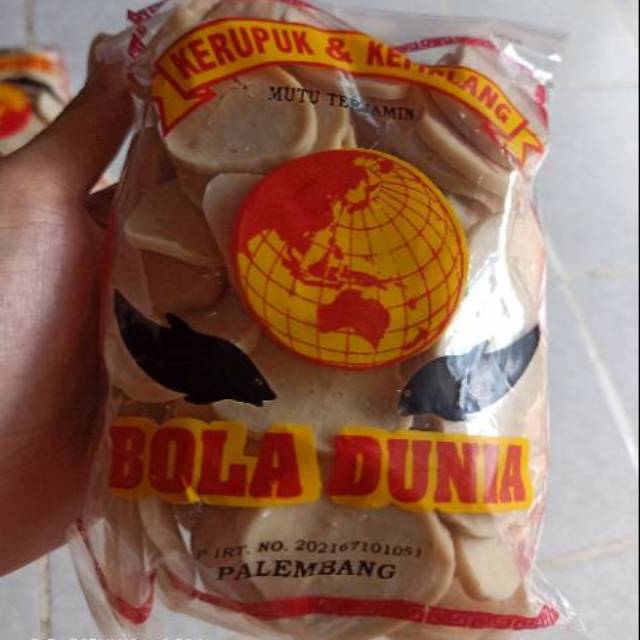 KERUPUK & KEMPLANG
MUTU TERJAMIN
BOLA DUNIA
P-IRT. NO. 202167101051
PALEMBANG